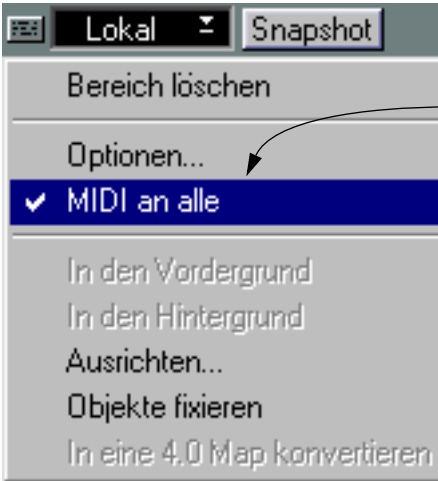 Lokal Snapshot
Bereich löschen
Optionen...
MIDI an alle
In den Vordergrund
In den Hintergrund
Ausrichten...
Objekte fixieren
In eine 4.0 Map konvertieren